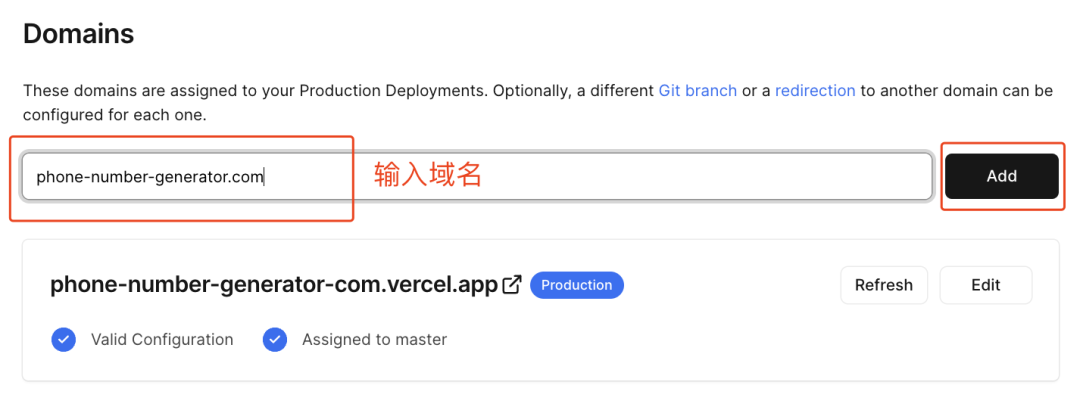 Domains
These domains are assigned to your Production Deployments. Optionally, a different Git branch or a redirection to another domain can be
configured for each one.
phone-number-generator.com
输入域名
Add
phone-number-generator-com.vercel.app
Production
Refresh
Edit
Valid Configuration
Assigned to master